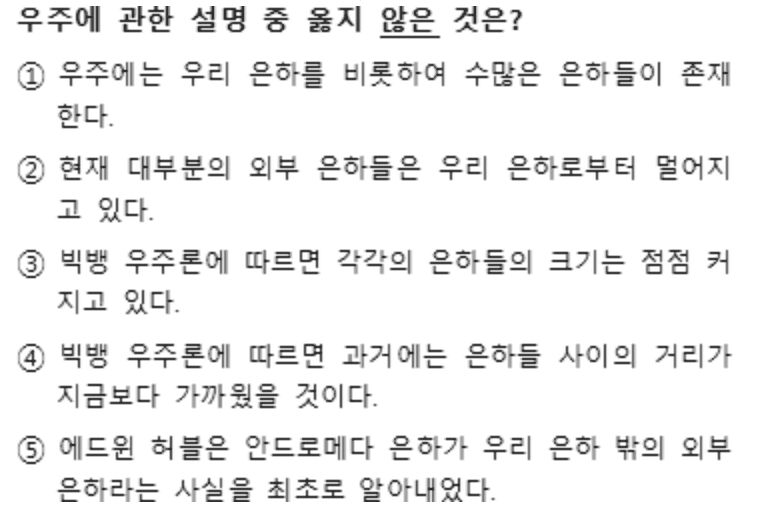 우주에 관한 설명 중 옳지 않은 것은?
① 우주에는 우리 은하를 비롯하여 수많은 은하들이 존재
한다.
② 현재 대부분의 외부 은하들은 우리 은하로부터 멀어지
고 있다.
③ 빅뱅 우주론에 따르면 각각의 은하들의 크기는 점점 커
지고 있다.
④ 빅뱅 우주론에 따르면 과거에는 은하들 사이의 거리가
지금보다 가까웠을 것이다.
⑤ 에드윈 허블은 안드로메다 은하가 우리 은하 밖의 외부
은하라는 사실을 최초로 알아내었다.